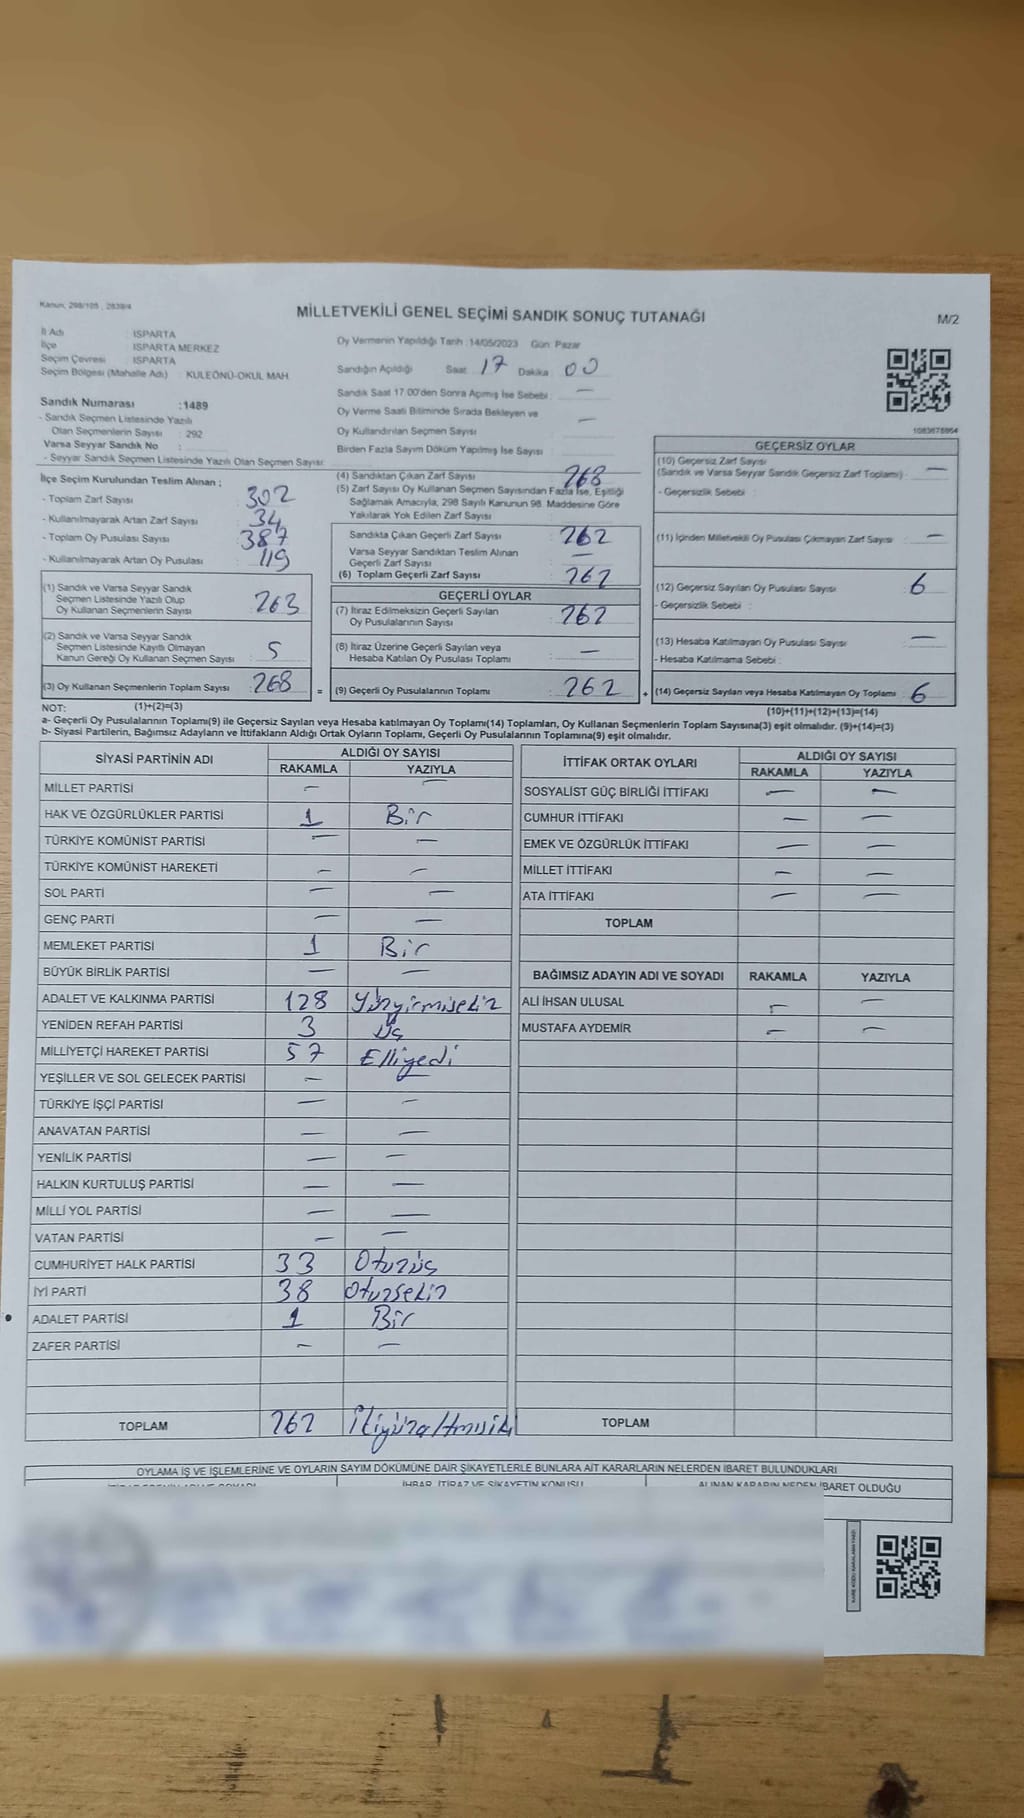 Kanun, 298/105 , 2839/4
MİLLETVEKİLİ GENEL SEÇİMİ SANDIK SONUÇ TUTANAĞI
M/2
İl Adı : ISPARTA
İlçe : ISPARTA MERKEZ
Seçim Çevresi : ISPARTA
Seçim Bölgesi (Mahalle Adı) : KULEÖNÜ-OKUL MAH.
Sandık Numarası :1489
- Sandık Seçmen Listesinde Yazılı
Olan Seçmenlerin Sayısı : 292
Varsa Seyyar Sandık No :
- Seyyar Sandık Seçmen Listesinde Yazılı Olan Seçmen Sayısı:
Oy Vermenin Yapıldığı Tarih :14/05/2023 Gün: Pazar
Sandığın Açıldığı Saat : 17 Dakika 00
Sandık Saat 17.00'den Sonra Açımış İse Sebebi : —
Oy Verme Saati Bitiminde Sırada Bekleyen ve
Oy Kullandırılan Seçmen Sayısı : —
Birden Fazla Sayım Döküm Yapılmış İse Sayısı :
1083678864
İlçe Seçim Kurulundan Teslim Alınan ;
- Toplam Zarf Sayısı : 302
- Kullanılmayarak Artan Zarf Sayısı : 34
- Toplam Oy Pusulası Sayısı : 387
- Kullanılmayarak Artan Oy Pusulası : 119
(1) Sandık ve Varsa Seyyar Sandık
Seçmen Listesinde Yazılı Olup
Oy Kullanan Seçmenlerin Sayısı : 263
(2) Sandık ve Varsa Seyyar Sandık
Seçmen Listesinde Kayıtlı Olmayan
Kanun Gereği Oy Kullanan Seçmen Sayısı : 5
(3) Oy Kullanan Seçmenlerin Toplam Sayısı : 268
(4) Sandıktan Çıkan Zarf Sayısı : 268
(5) Zarf Sayısı Oy Kullanan Seçmen Sayısından Fazla İse, Eşitliği
Sağlamak Amacıyla, 298 Sayılı Kanunun 98. Maddesine Göre
Yakılarak Yok Edilen Zarf Sayısı :
Sandıkta Çıkan Geçerli Zarf Sayısı : 262
Varsa Seyyar Sandıktan Teslim Alınan
Geçerli Zarf Sayısı : —
(6) Toplam Geçerli Zarf Sayısı : 262
GEÇERLİ OYLAR
(7) İtiraz Edilmeksizin Geçerli Sayılan
Oy Pusulalarının Sayısı : 262
(8) İtiraz Üzerine Geçerli Sayılan veya
Hesaba Katılan Oy Pusulası Toplamı : —
= (9) Geçerli Oy Pusulalarının Toplamı : 262
GEÇERSİZ OYLAR
(10) Geçersiz Zarf Sayısı
(Sandık ve Varsa Seyyar Sandık Geçersiz Zarf Toplamı) : —
- Geçersizlik Sebebi :
(11) İçinden Milletvekili Oy Pusulası Çıkmayan Zarf Sayısı : —
(12) Geçersiz Sayılan Oy Pusulası Sayısı : 6
- Geçersizlik Sebebi :
(13) Hesaba Katılmayan Oy Pusulası Sayısı : —
- Hesaba Katılmama Sebebi :
+ (14) Geçersiz Sayılan veya Hesaba Katılmayan Oy Toplamı : 6
NOT: (1)+(2)=(3)
(10)+(11)+(12)+(13)=(14)
a- Geçerli Oy Pusulalarının Toplamı(9) ile Geçersiz Sayılan veya Hesaba katılmayan Oy Toplamı(14) Toplamları, Oy Kullanan Seçmenlerin Toplam Sayısına(3) eşit olmalıdır. (9)+(14)=(3)
b- Siyasi Partilerin, Bağımsız Adayların ve İttifakların Aldığı Ortak Oyların Toplamı, Geçerli Oy Pusulalarının Toplamına(9) eşit olmalıdır.
SİYASİ PARTİNİN ADI ALDIĞI OY SAYISI
RAKAMLA YAZIYLA
MİLLET PARTİSİ — —
HAK VE ÖZGÜRLÜKLER PARTİSİ 1 Bir
TÜRKİYE KOMÜNİST PARTİSİ — —
TÜRKİYE KOMÜNİST HAREKETİ — —
SOL PARTİ — —
GENÇ PARTİ — —
MEMLEKET PARTİSİ 1 Bir
BÜYÜK BİRLİK PARTİSİ — —
ADALET VE KALKINMA PARTİSİ 128 Yüzyirmisekiz
YENİDEN REFAH PARTİSİ 3 Üç
MİLLİYETÇİ HAREKET PARTİSİ 57 Elliyedi
YEŞİLLER VE SOL GELECEK PARTİSİ — —
TÜRKİYE İŞÇİ PARTİSİ — —
ANAVATAN PARTİSİ — —
YENİLİK PARTİSİ — —
HALKIN KURTULUŞ PARTİSİ — —
MİLLİ YOL PARTİSİ — —
VATAN PARTİSİ — —
CUMHURİYET HALK PARTİSİ 33 Otuzüç
İYİ PARTİ 38 Otuzsekiz
ADALET PARTİSİ 1 Bir
ZAFER PARTİSİ — —
TOPLAM 262 İkiyüzaltmışiki
İTTİFAK ORTAK OYLARI ALDIĞI OY SAYISI
RAKAMLA YAZIYLA
SOSYALİST GÜÇ BİRLİĞİ İTTİFAKI — —
CUMHUR İTTİFAKI — —
EMEK VE ÖZGÜRLÜK İTTİFAKI — —
MİLLET İTTİFAKI — —
ATA İTTİFAKI — —
TOPLAM
BAĞIMSIZ ADAYIN ADI VE SOYADI RAKAMLA YAZIYLA
ALİ İHSAN ULUSAL — —
MUSTAFA AYDEMİR — —
TOPLAM
OYLAMA İŞ VE İŞLEMLERİNE VE OYLARIN SAYIM DÖKÜMÜNE DAİR ŞİKAYETLERLE BUNLARA AİT KARARLARIN NELERDEN İBARET BULUNDUKLARI
İHBAR, İTİRAZ VE ŞİKAYETİN KONUSU ALINAN KARARIN NEDEN İBARET OLDUĞU